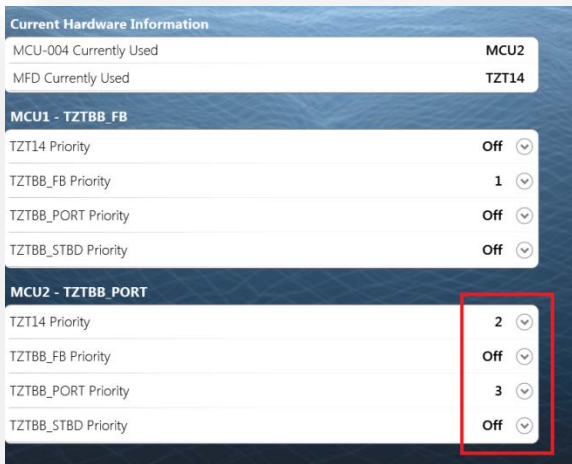 Current Hardware Information
MCU-004 Currently Used MCU2
MFD Currently Used TZT14
MCU1 - TZTBB_FB
TZT14 Priority Off
TZTBB_FB Priority 1
TZTBB_PORT Priority Off
TZTBB_STBD Priority Off
MCU2 - TZTBB_PORT
TZT14 Priority 2
TZTBB_FB Priority Off
TZTBB_PORT Priority 3
TZTBB_STBD Priority Off